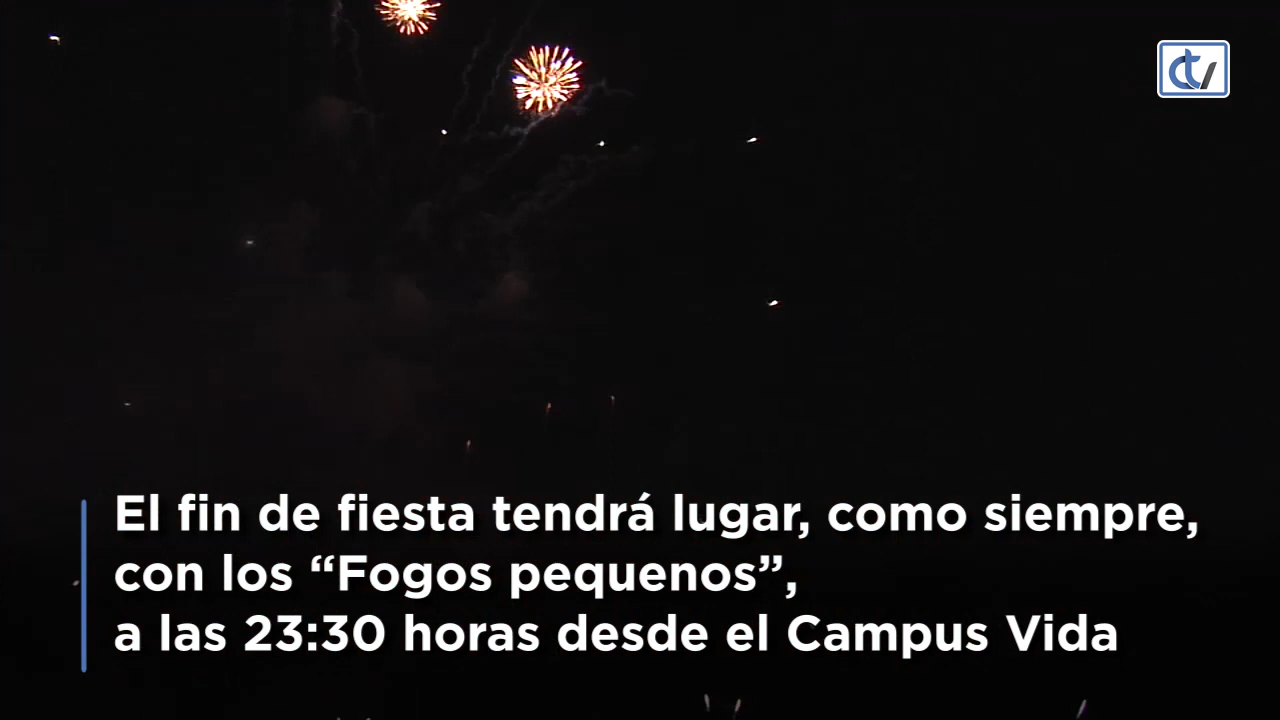 CTV
El fin de fiesta tendrá lugar, como siempre,
con los “Fogos pequenos”,
a las 23:30 horas desde el Campus Vida